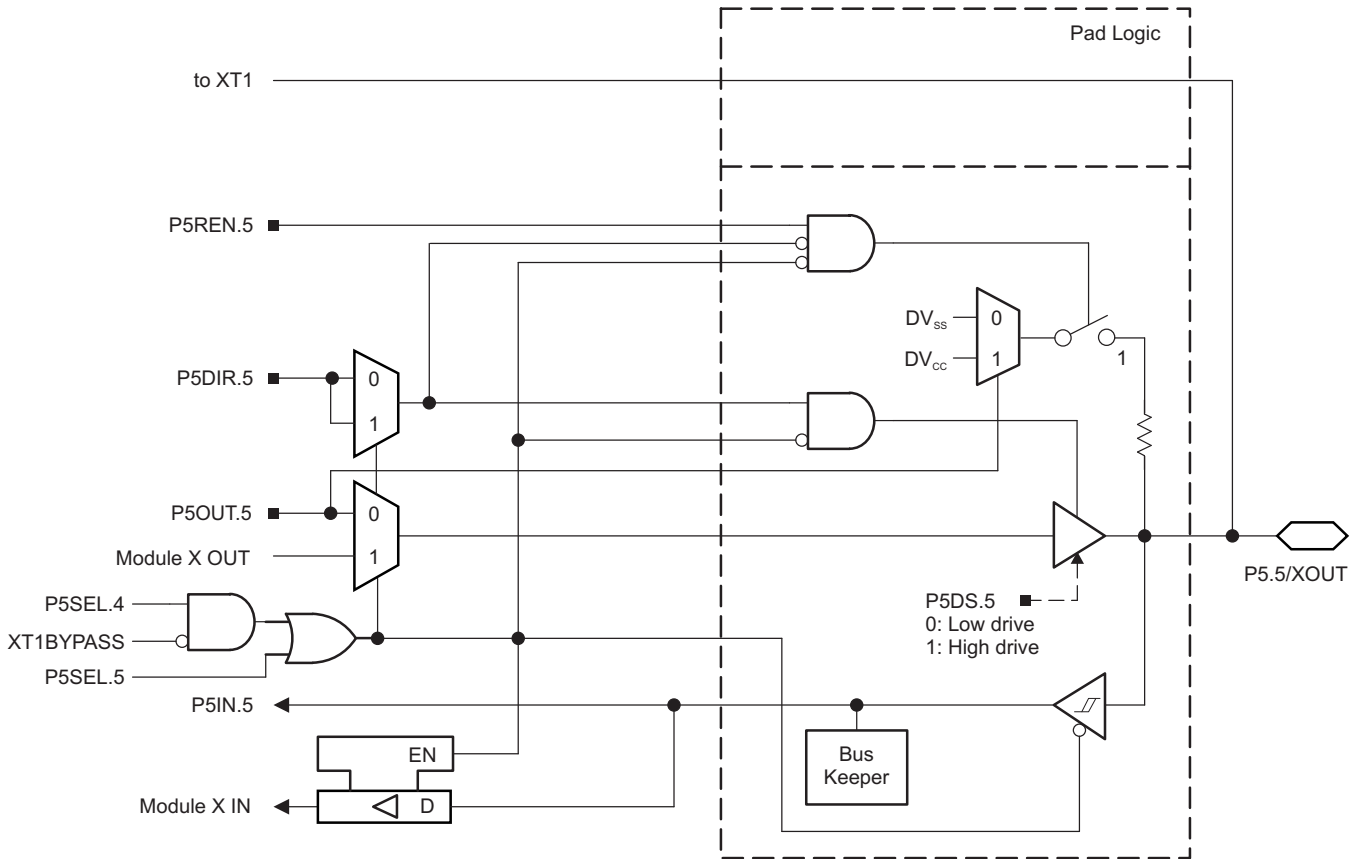 Pad Logic
to XT1
P5REN.5
DVSS
0
DVCC
1
1
P5DIR.5
0
1
P5OUT.5
0
Module X OUT
1
P5.5/XOUT
P5SEL.4
P5DS.5
0: Low drive
1: High drive
XT1BYPASS
P5SEL.5
P5IN.5
Bus
Keeper
EN
Module X IN
D